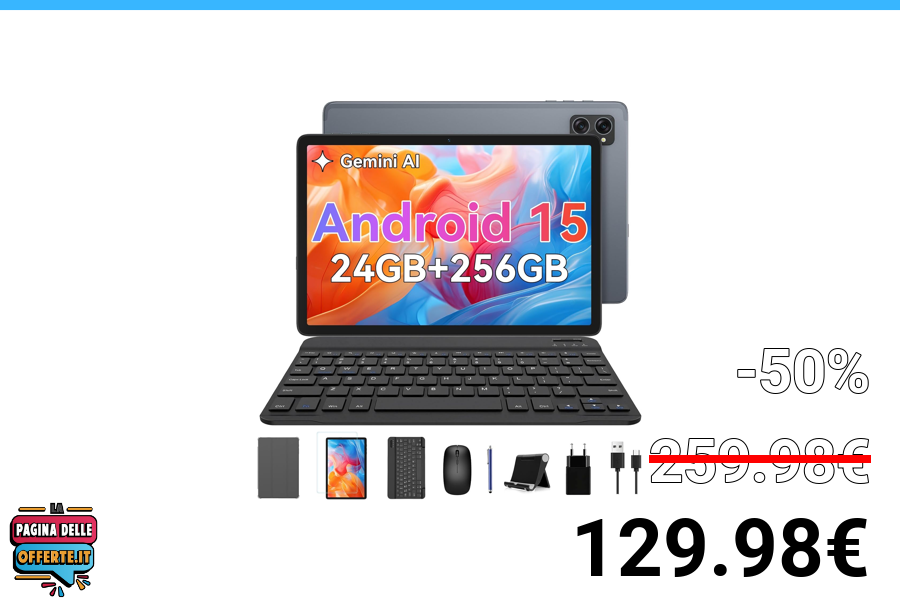 Gemini AI
Android 15
24GB+256GB
-50%
259.98€
129.98€
LA
PAGINA DELLE
OFFERTE.IT